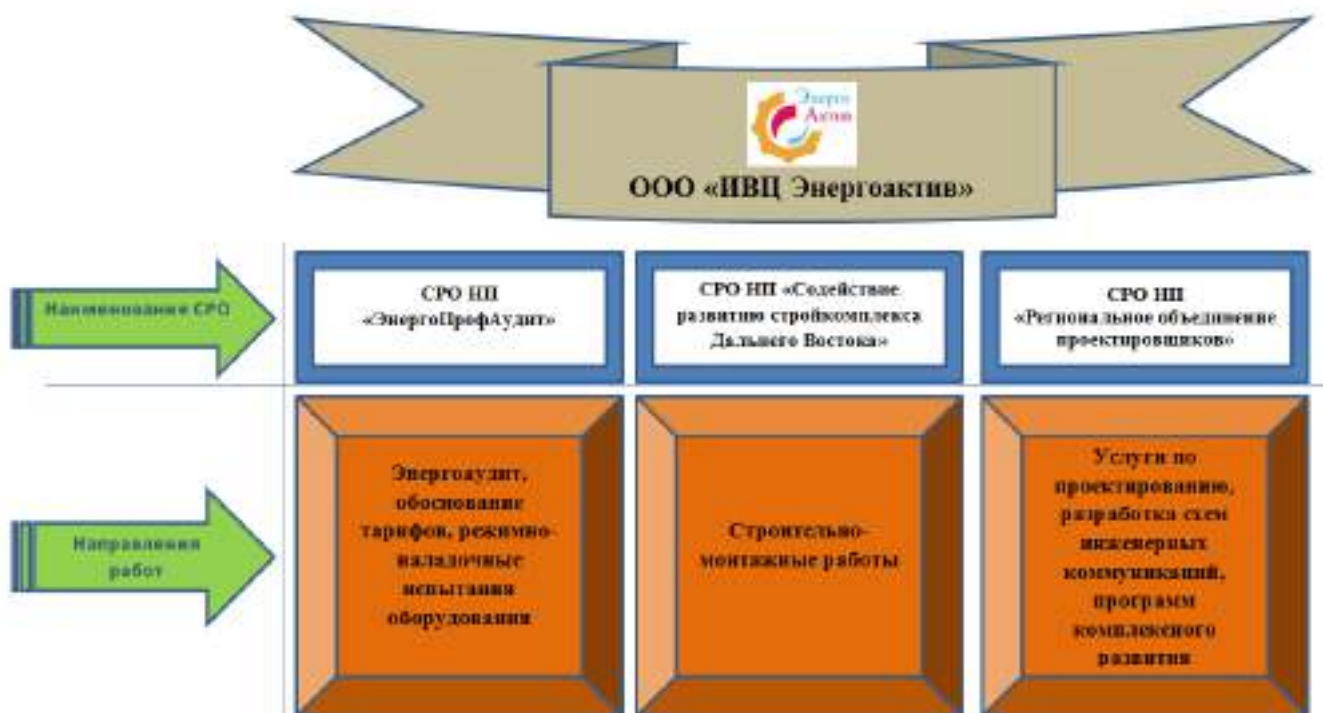 Энерго
Актив
ООО «ИВЦ Энергоактив»
Наименования СРО
СРО НП
«ЭнергоПрофАудит»
СРО НП «Содействие
развитию стройкомплекса
Дальнего Востока»
СРО НП
«Региональное объединение
проектировщиков»
Направления
работ
Энергоаудит,
обоснование
тарифов, режимно-
наладочные
испытания
оборудования
Строительно-
монтажные работы
Услуги по
проектированию,
разработка схем
инженерных
коммуникаций,
программ
комплексного
развития